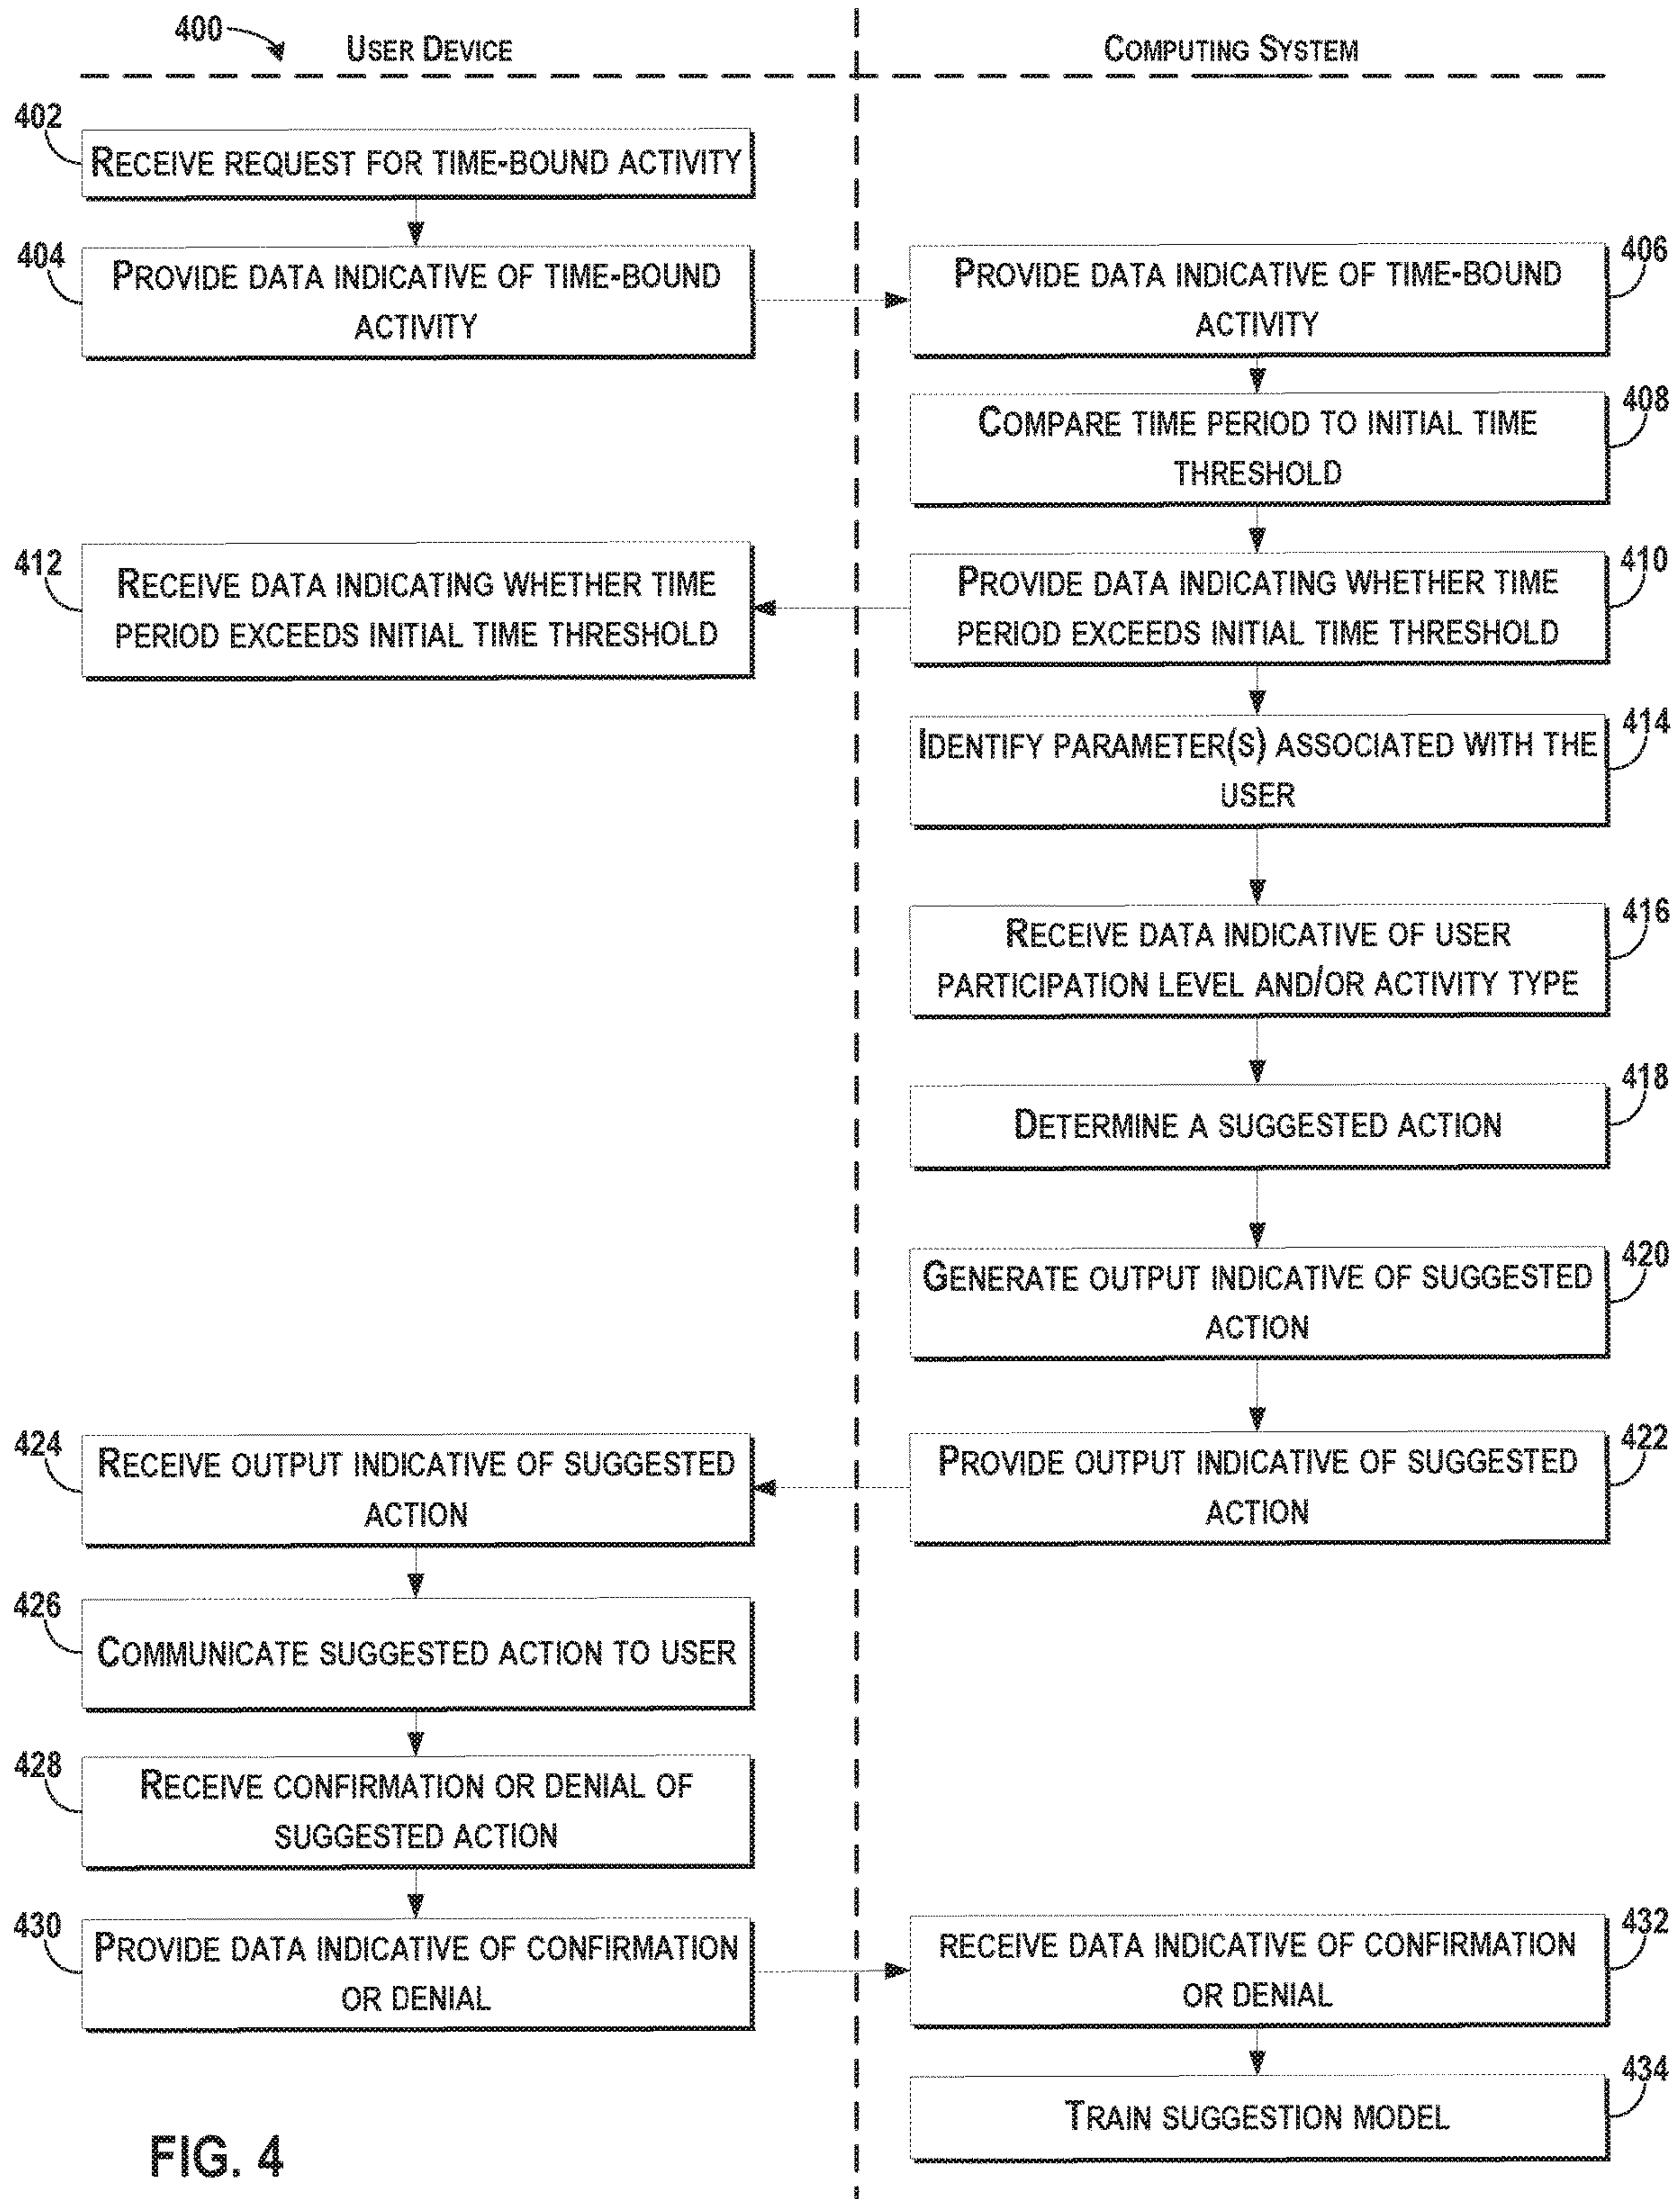 400
USER DEVICE
COMPUTING SYSTEM
402
RECEIVE REQUEST FOR TIME-BOUND ACTIVITY
404
PROVIDE DATA INDICATIVE OF TIME-BOUND
ACTIVITY
406
PROVIDE DATA INDICATIVE OF TIME-BOUND
ACTIVITY
408
COMPARE TIME PERIOD TO INITIAL TIME
THRESHOLD
412
RECEIVE DATA INDICATING WHETHER TIME
PERIOD EXCEEDS INITIAL TIME THRESHOLD
410
PROVIDE DATA INDICATING WHETHER TIME
PERIOD EXCEEDS INITIAL TIME THRESHOLD
414
IDENTIFY PARAMETER(S) ASSOCIATED WITH THE
USER
416
RECEIVE DATA INDICATIVE OF USER
PARTICIPATION LEVEL AND/OR ACTIVITY TYPE
418
DETERMINE A SUGGESTED ACTION
420
GENERATE OUTPUT INDICATIVE OF SUGGESTED
ACTION
424
RECEIVE OUTPUT INDICATIVE OF SUGGESTED
ACTION
422
PROVIDE OUTPUT INDICATIVE OF SUGGESTED
ACTION
426
COMMUNICATE SUGGESTED ACTION TO USER
428
RECEIVE CONFIRMATION OR DENIAL OF
SUGGESTED ACTION
430
PROVIDE DATA INDICATIVE OF CONFIRMATION
OR DENIAL
432
RECEIVE DATA INDICATIVE OF CONFIRMATION
OR DENIAL
434
TRAIN SUGGESTION MODEL
FIG. 4